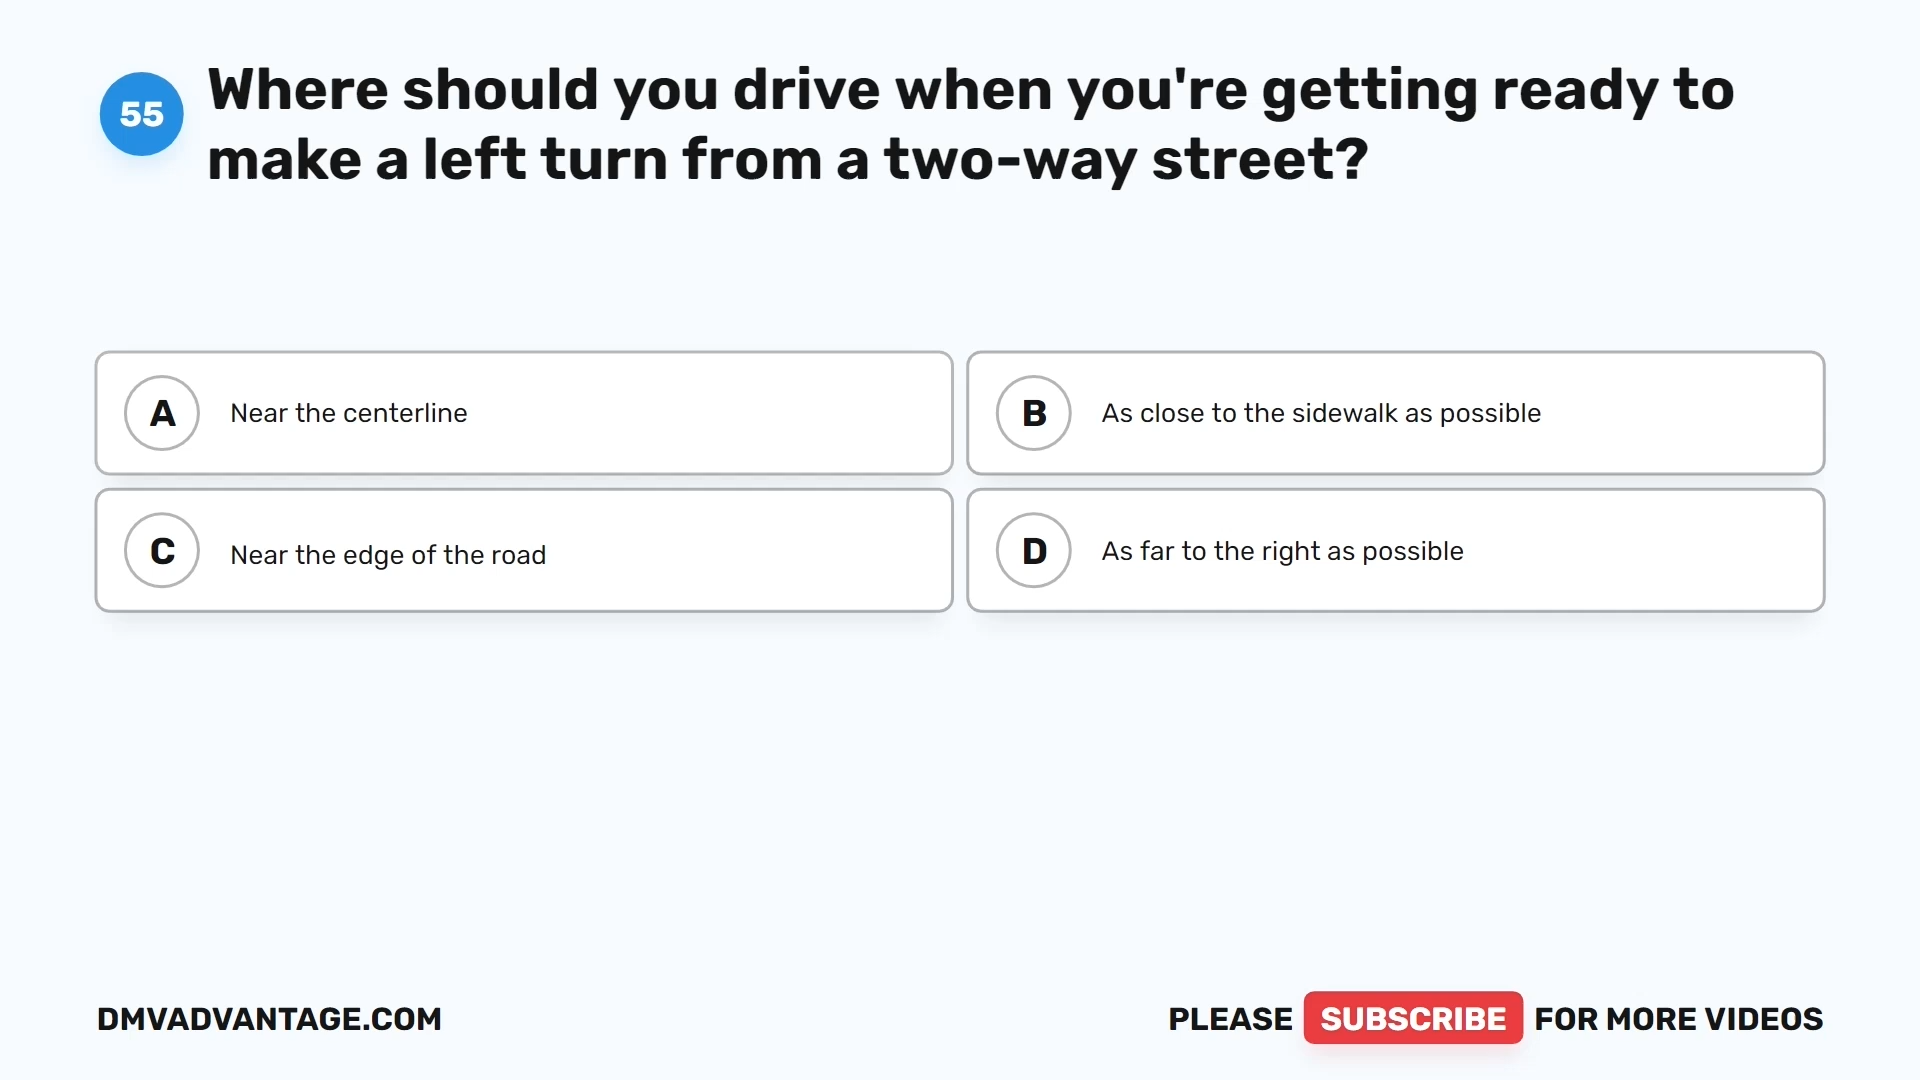 55
Where should you drive when you're getting ready to
make a left turn from a two-way street?
A Near the centerline
B As close to the sidewalk as possible
C Near the edge of the road
D As far to the right as possible
DMVADVANTAGE.COM
PLEASE SUBSCRIBE FOR MORE VIDEOS